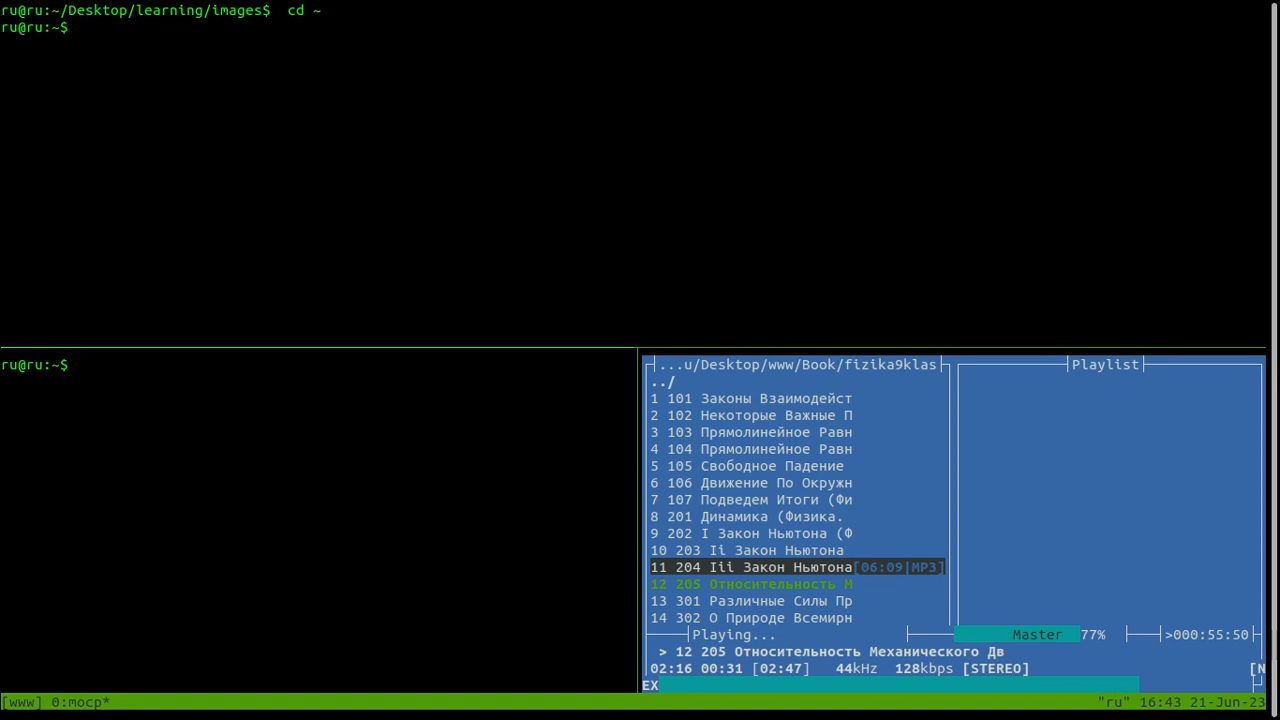 ru@ru:~/Desktop/learning/images$  cd ~
ru@ru:~$
ru@ru:~$
...u/Desktop/www/Book/fizika9klas
../
1 101 Законы Взаимодейст
2 102 Некоторые Важные П
3 103 Прямолинейное Равн
4 104 Прямолинейное Равн
5 105 Свободное Падение
6 106 Движение По Окружн
7 107 Подведем Итоги (Фи
8 201 Динамика (Физика.
9 202 I Закон Ньютона (Ф
10 203 Ii Закон Ньютона
11 204 Iii Закон Ньютона[06:09|MP3]
12 205 Относительность М
13 301 Различные Силы Пр
14 302 О Природе Всемирн
Playlist
Playing...
Master 77%
>000:55:50
> 12 205 Относительность Механического Дв
02:16 00:31 [02:47] 44kHz 128kbps [STEREO] [N
EX
[www] 0:mocp* "ru" 16:43 21-Jun-23